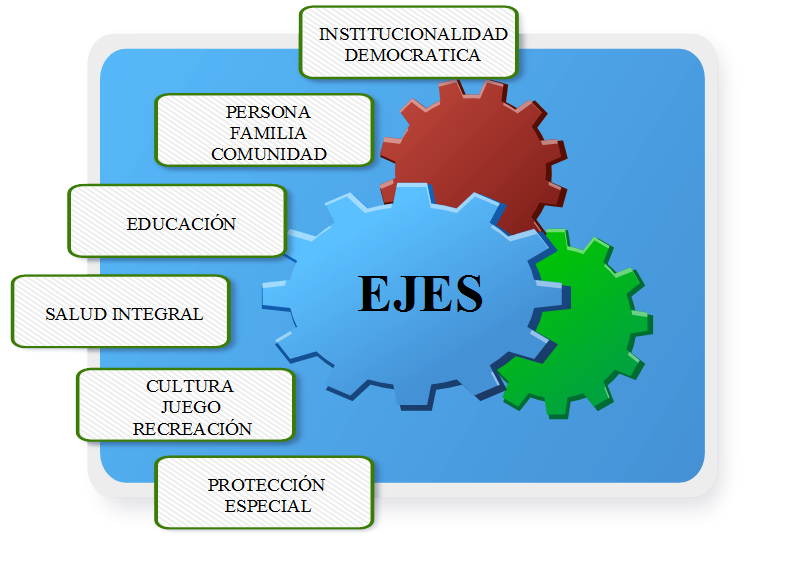 INSTITUCIONALIDAD
DEMOCRATICA
PERSONA
FAMILIA
COMUNIDAD
EDUCACIÓN
EJES
SALUD INTEGRAL
CULTURA
JUEGO
RECREACIÓN
PROTECCIÓN
ESPECIAL